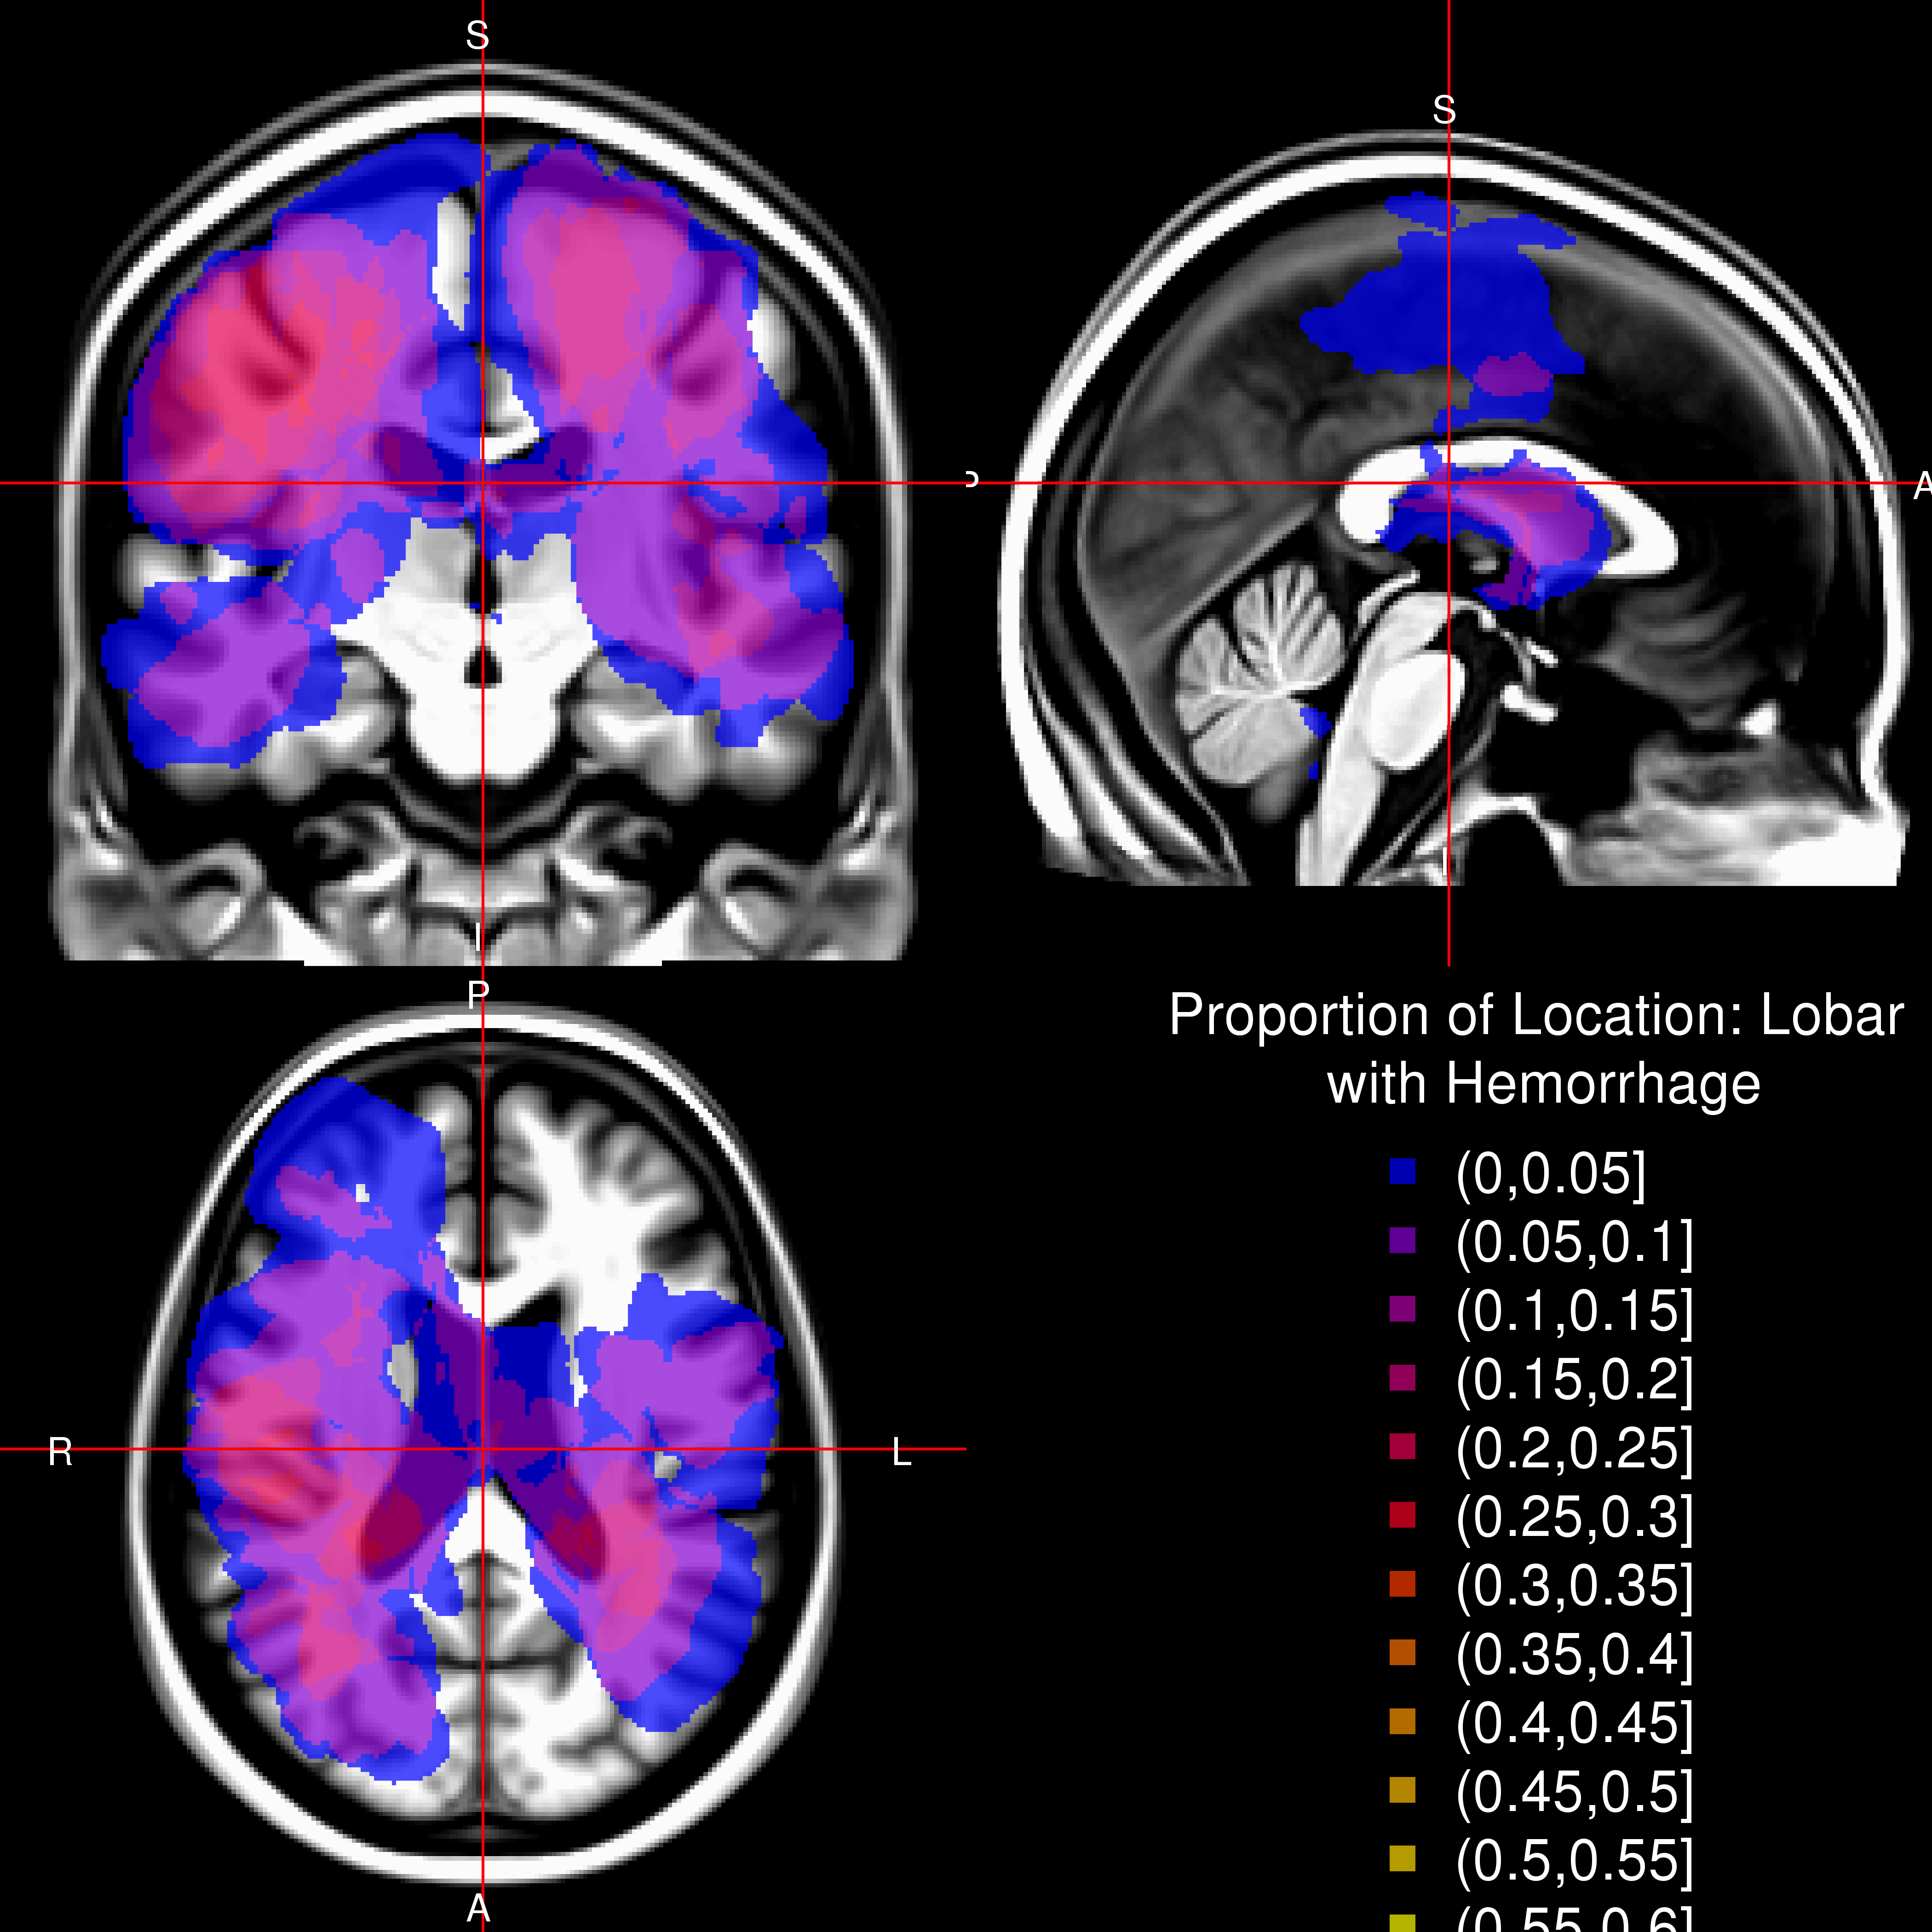 S
S
P
A
I
I
P
R
L
A
Proportion of Location: Lobar
with Hemorrhage
(0,0.05]
(0.05,0.1]
(0.1,0.15]
(0.15,0.2]
(0.2,0.25]
(0.25,0.3]
(0.3,0.35]
(0.35,0.4]
(0.4,0.45]
(0.45,0.5]
(0.5,0.55]
(0.55,0.6]